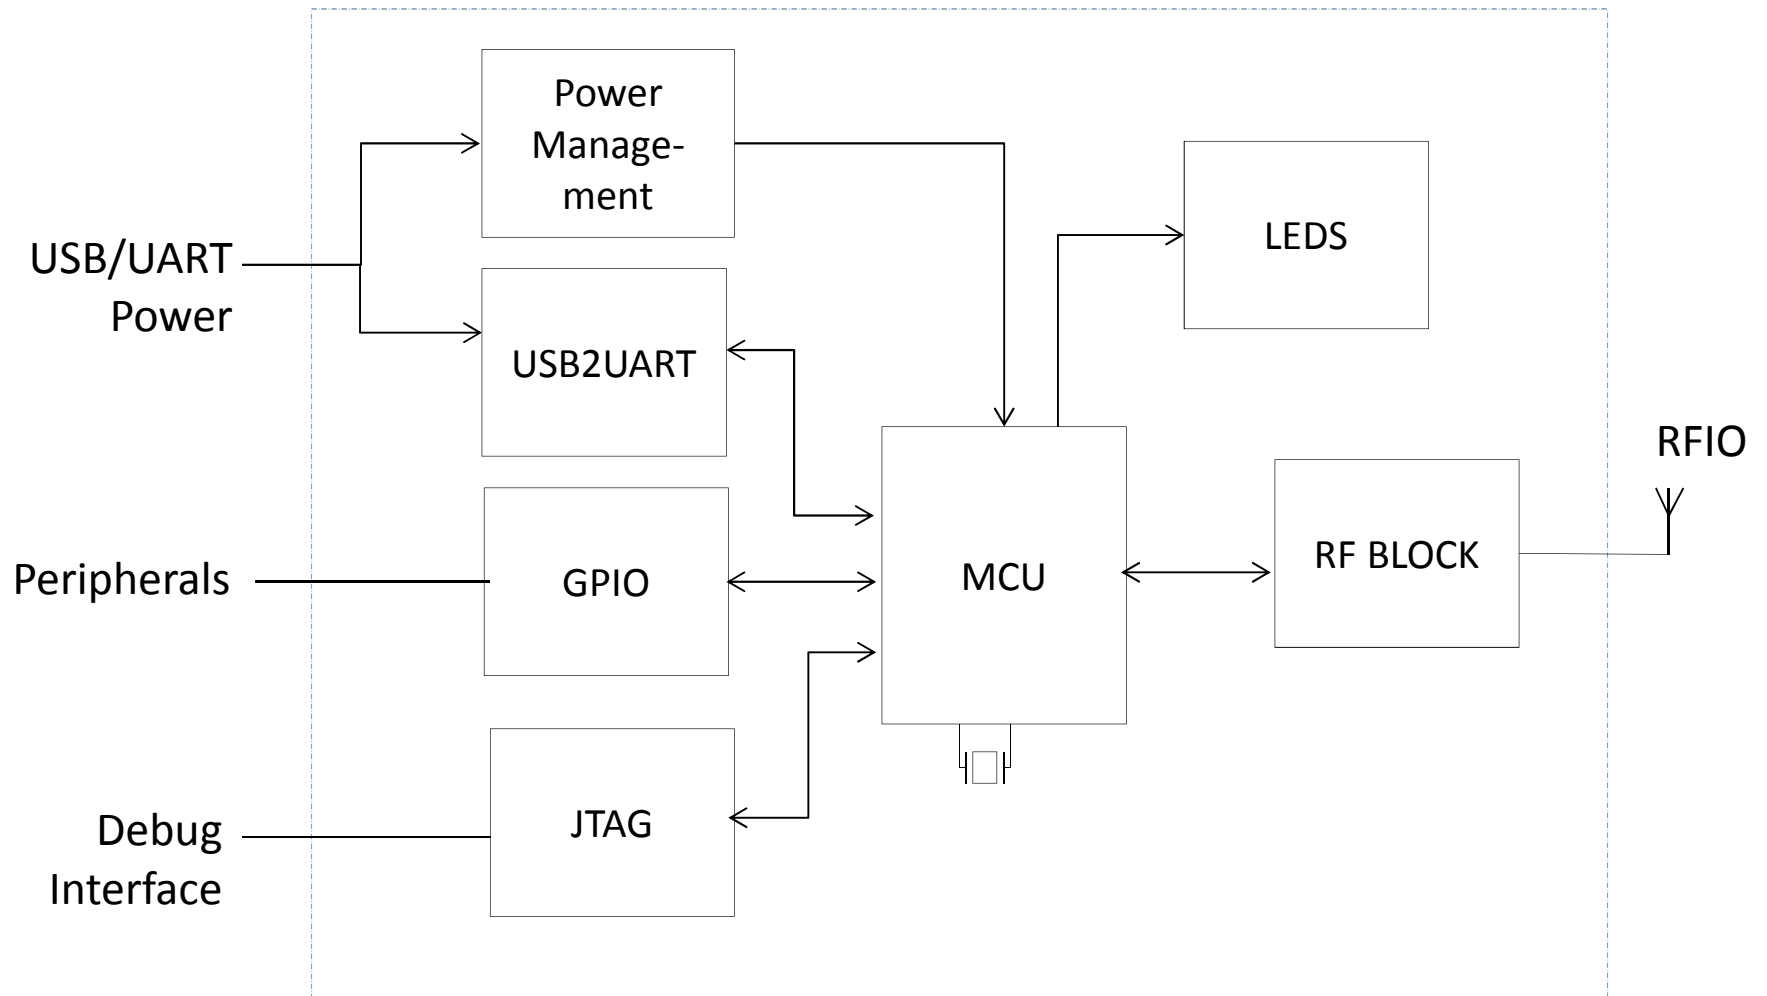 Power
Manage-
ment
LEDS
USB/UART
Power
USB2UART
RFIO
Peripherals
GPIO
MCU
RF BLOCK
Debug
Interface
JTAG